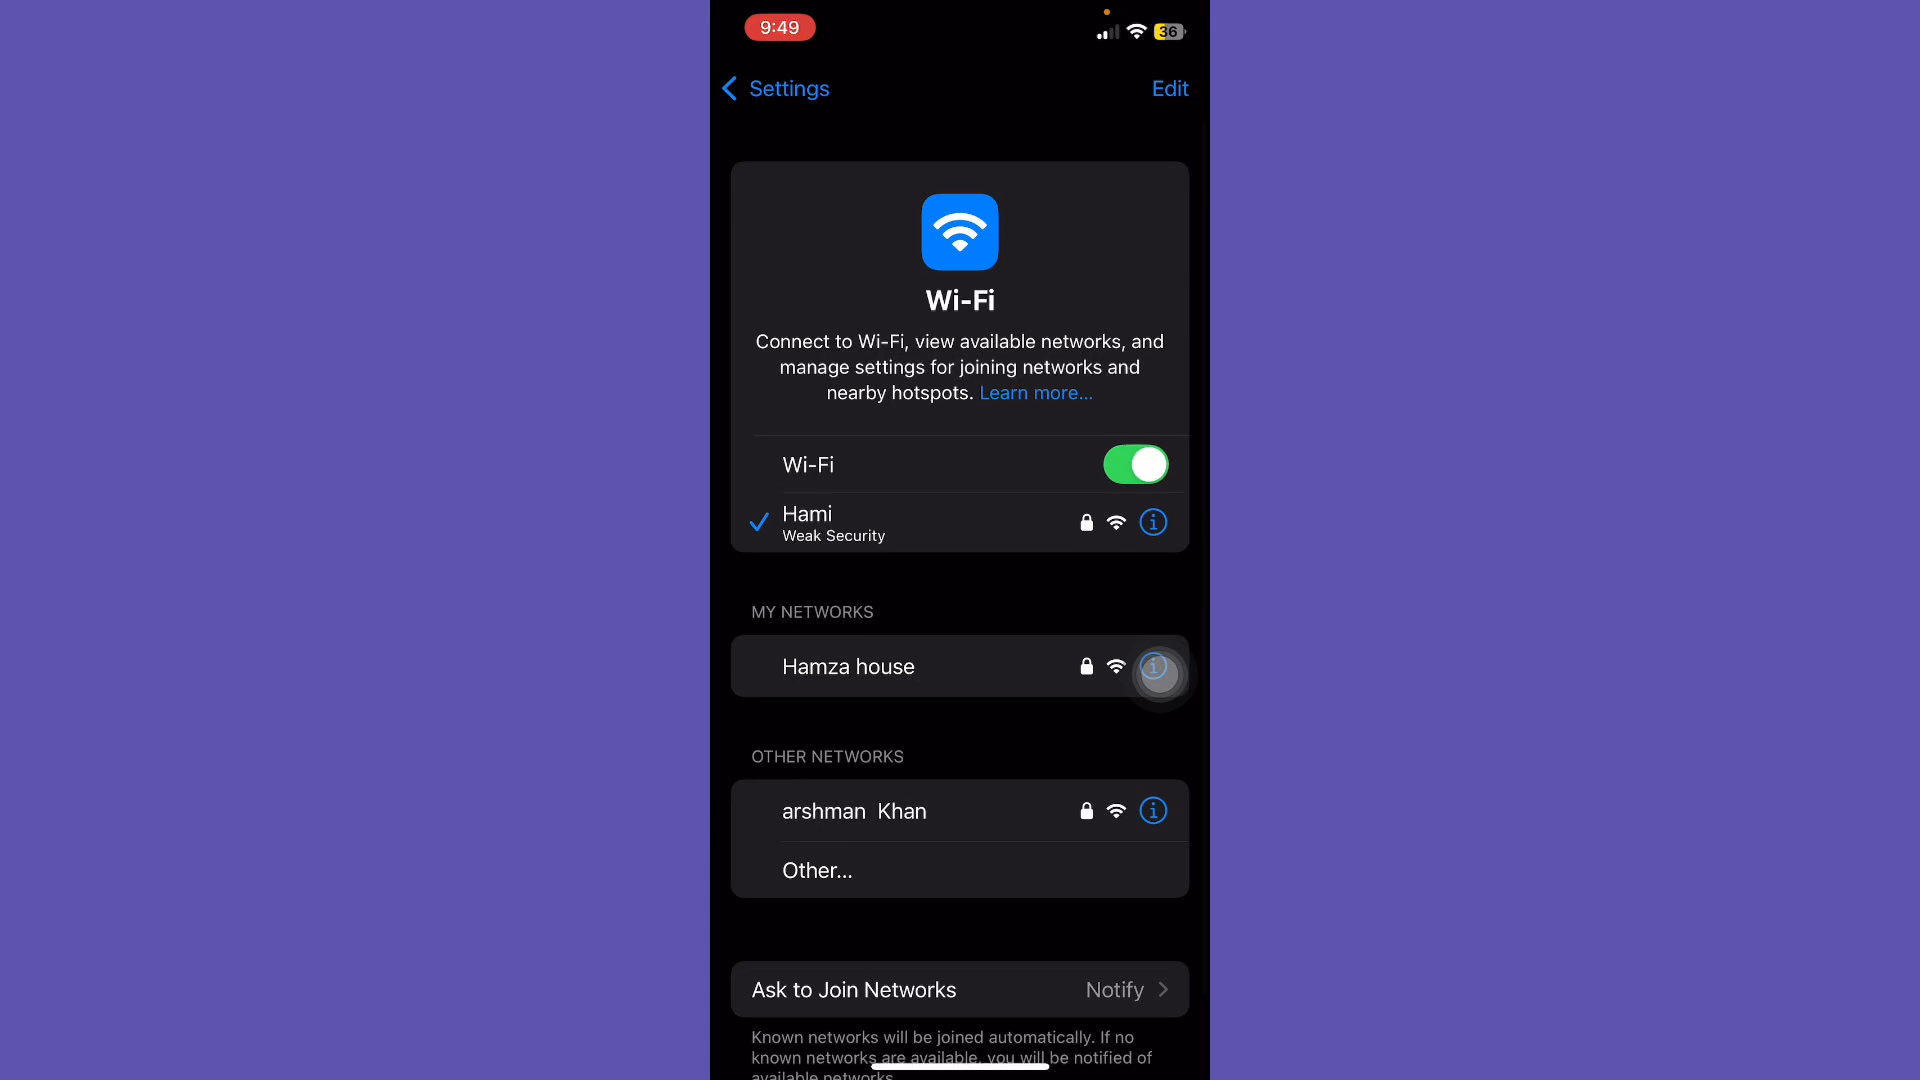 9:49
36
Settings
Edit
Wi-Fi
Connect to Wi-Fi, view available networks, and
manage settings for joining networks and
nearby hotspots. Learn more...
Wi-Fi
Hami
Weak Security
MY NETWORKS
Hamza house
OTHER NETWORKS
arshman  Khan
Other...
Ask to Join Networks
Notify
Known networks will be joined automatically. If no
known networks are available, you will be notified of
available networks.